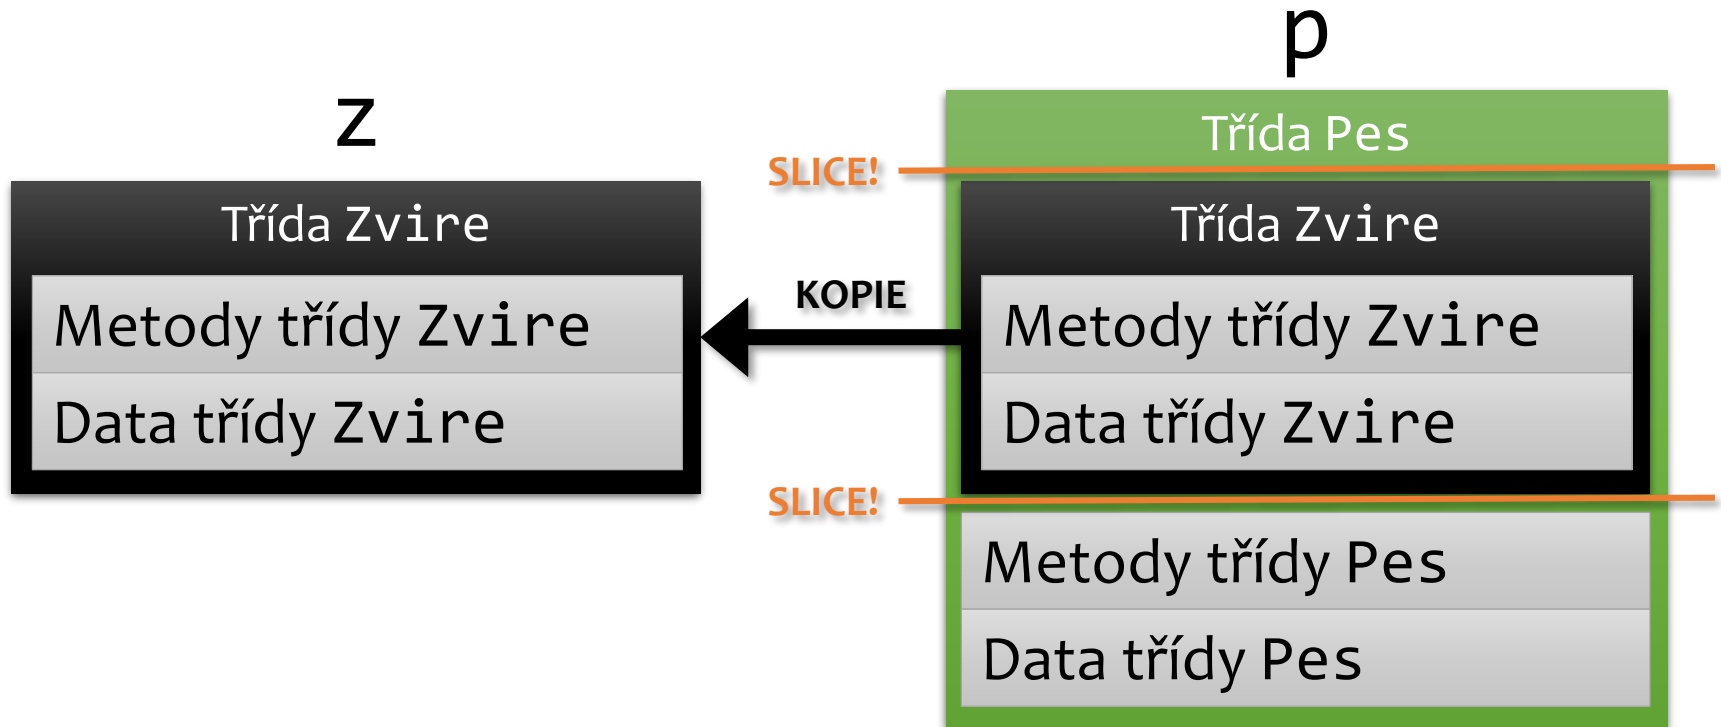 z
Třída Zvire
Metody třídy Zvire
Data třídy Zvire
SLICE!
KOPIE
SLICE!
p
Třída Pes
Třída Zvire
Metody třídy Zvire
Data třídy Zvire
Metody třídy Pes
Data třídy Pes